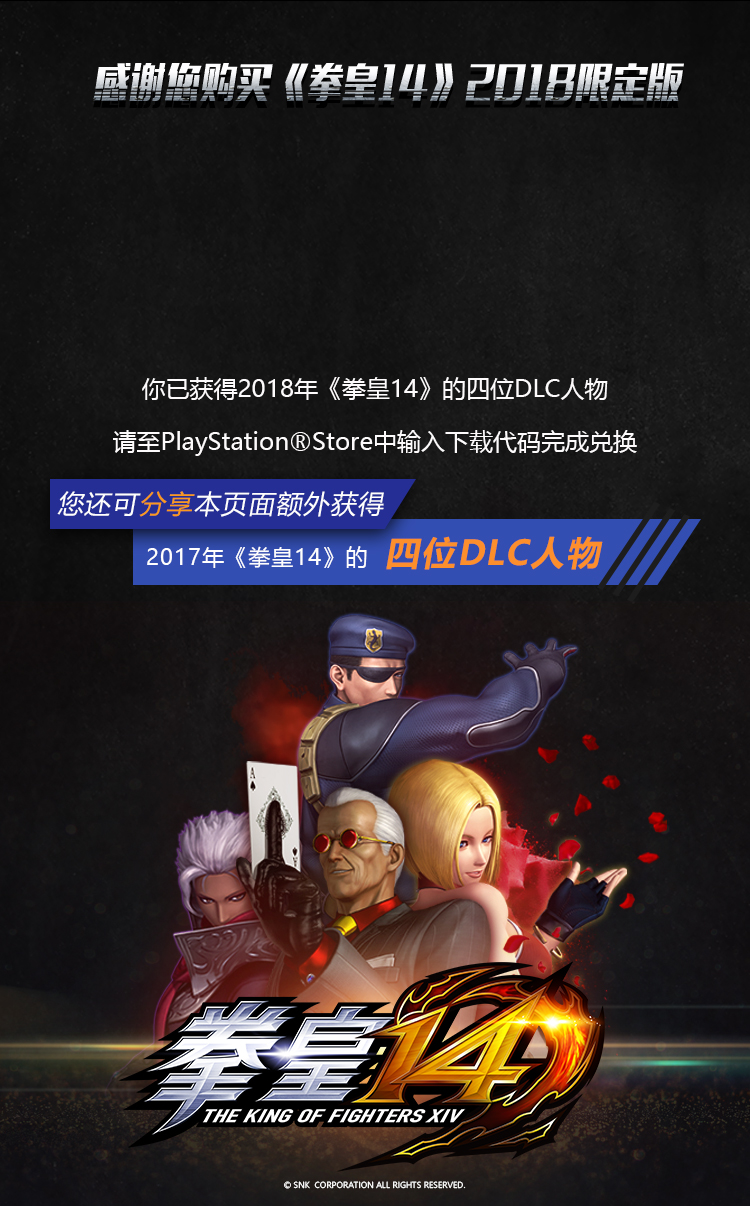 感谢您购买《拳皇14》2018限定版
你已获得2018年《拳皇14》的四位DLC人物
请至PlayStation®Store中输入下载代码完成兑换
您还可分享本页面额外获得
2017年《拳皇14》的 四位DLC人物
A
拳皇14
THE KING OF FIGHTERS XIV
© SNK CORPORATION ALL RIGHTS RESERVED.